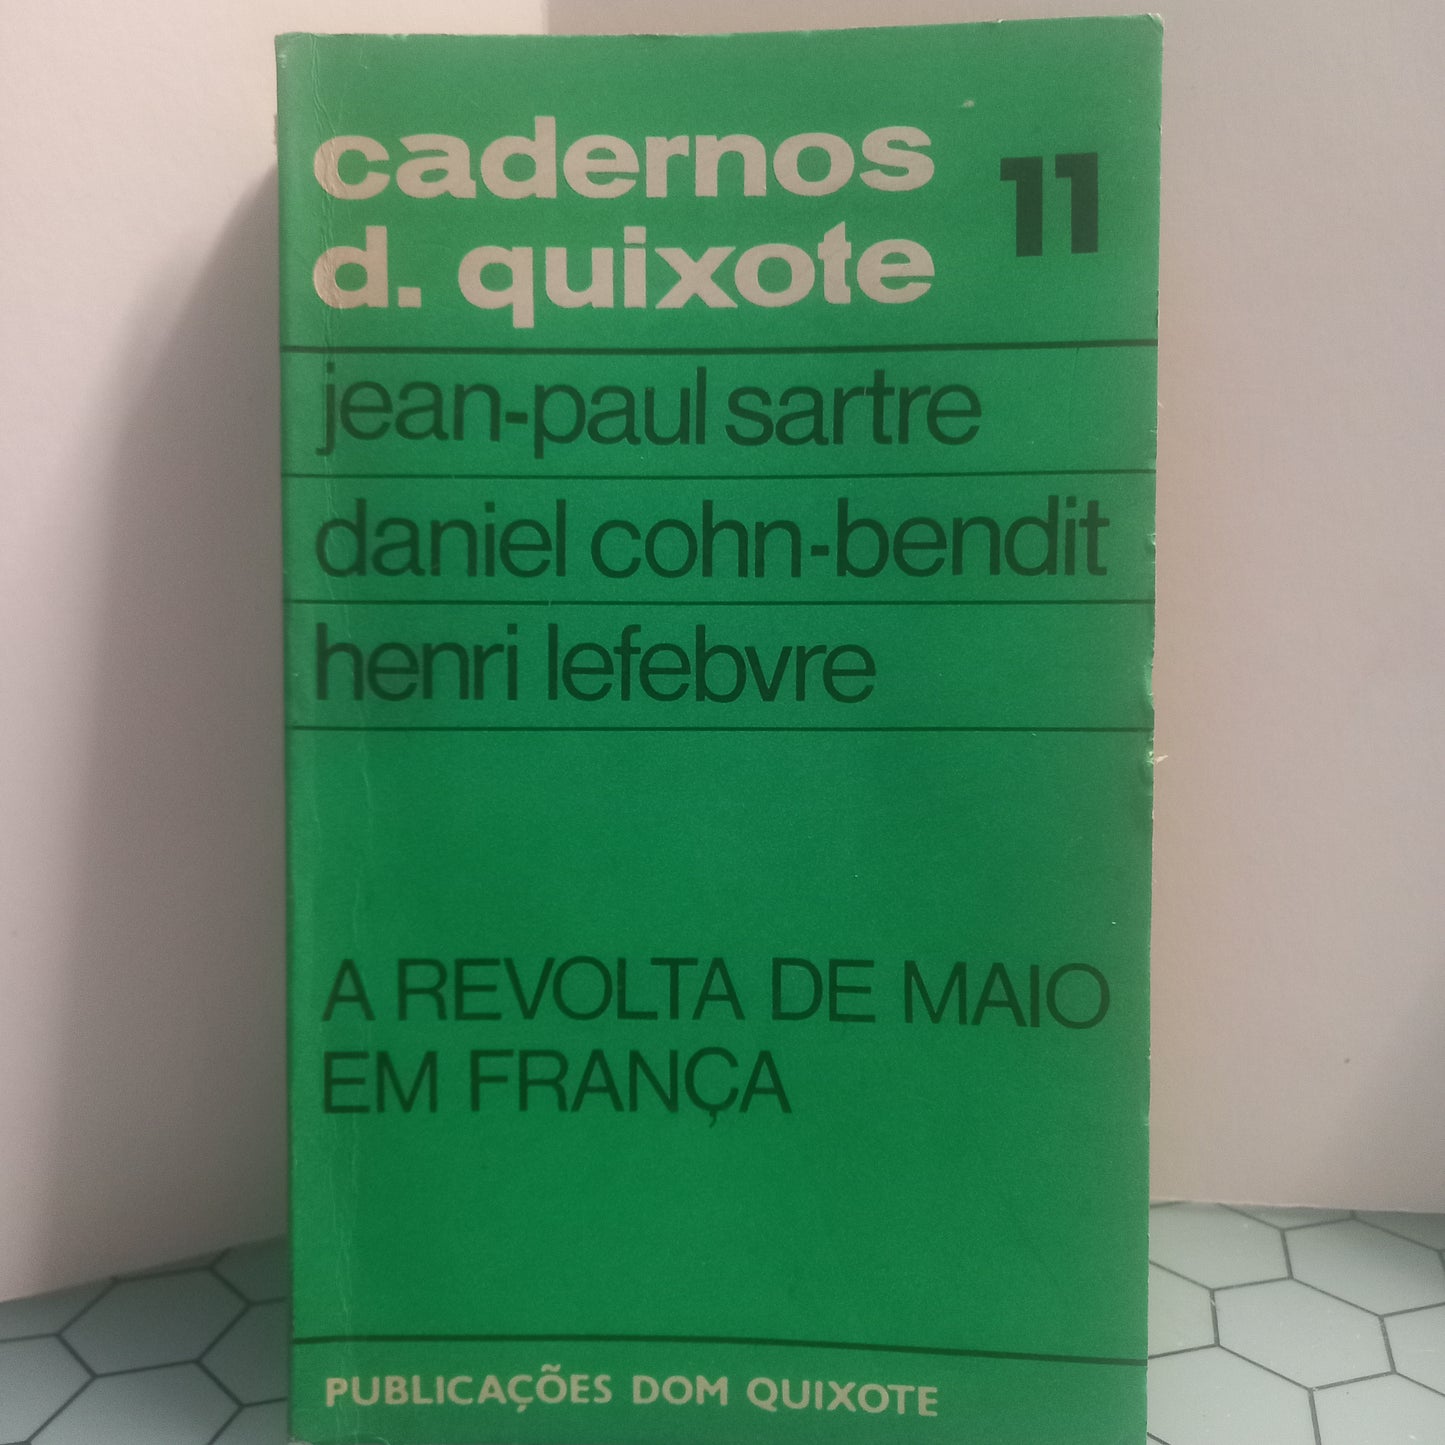 cadernos
d. quixote
11
jean-paul sartre
daniel cohn-bendit
henri lefebvre
A REVOLTA DE MAIO
EM FRANÇA
PUBLICAÇÕES DOM QUIXOTE